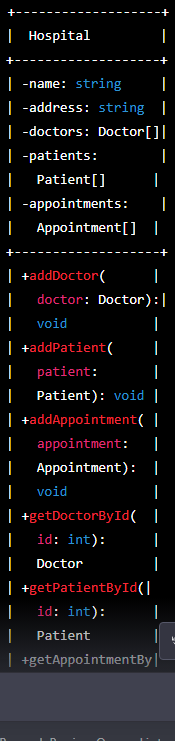 +-------------------+
|  Hospital         |
+-------------------+
| -name: string     |
| -address: string  |
| -doctors: Doctor[]|
| -patients:        |
|   Patient[]       |
| -appointments:    |
|   Appointment[]   |
+-------------------+
| +addDoctor(       |
|   doctor: Doctor):|
|   void            |
| +addPatient(      |
|   patient:        |
|   Patient): void  |
| +addAppointment(  |
|   appointment:    |
|   Appointment):   |
|   void            |
| +getDoctorById(   |
|   id: int):       |
|   Doctor          |
| +getPatientById(|
|   id: int):       |
|   Patient         |
| +getAppointmentBy|